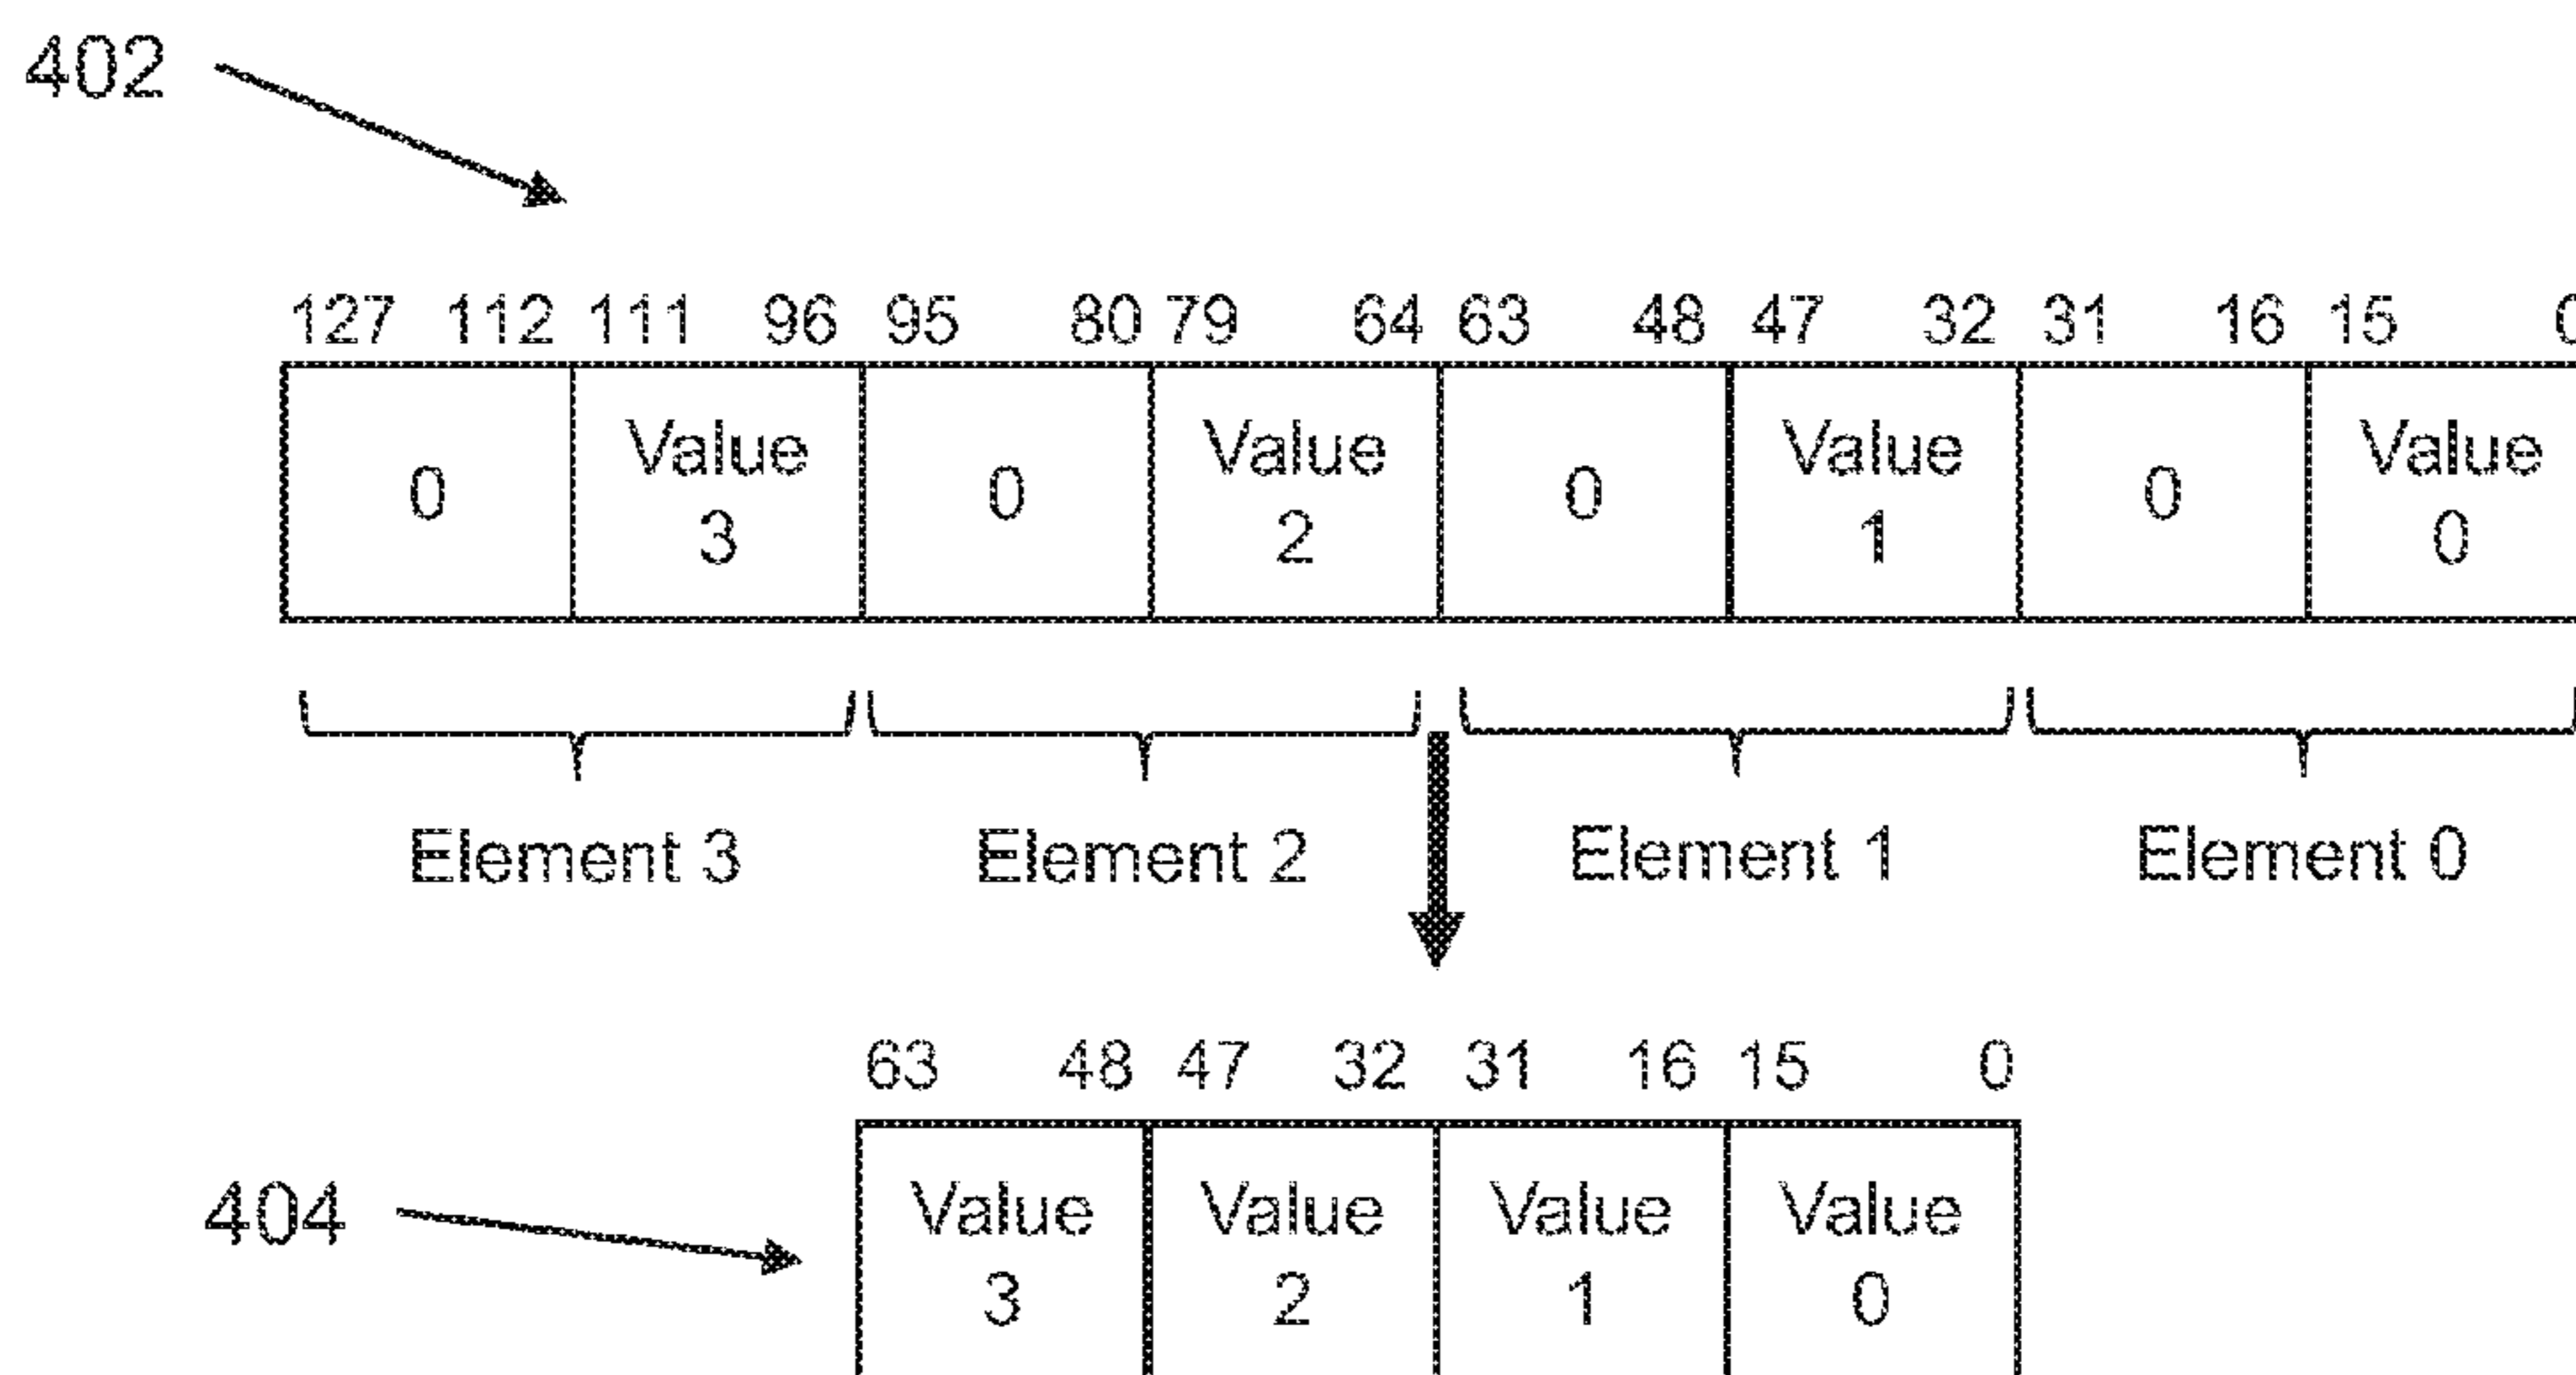 402
127 112 111 96 95 80 79 64 63 48 47 32 31 16 15 0
0 Value 3 0 Value 2 0 Value 1 0 Value 0
Element 3 Element 2 Element 1 Element 0
63 48 47 32 31 16 15 0
404
Value 3 Value 2 Value 1 Value 0